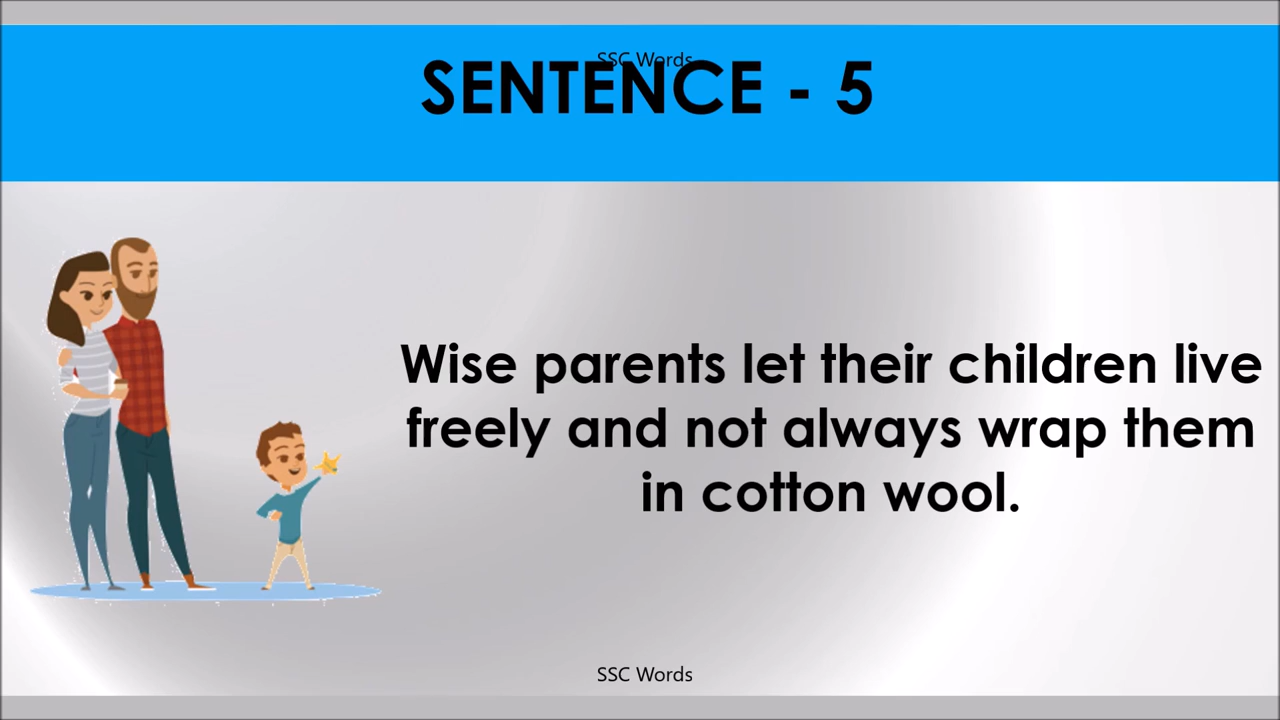 SSC Words
SENTENCE - 5
Wise parents let their children live
freely and not always wrap them
in cotton wool.
SSC Words